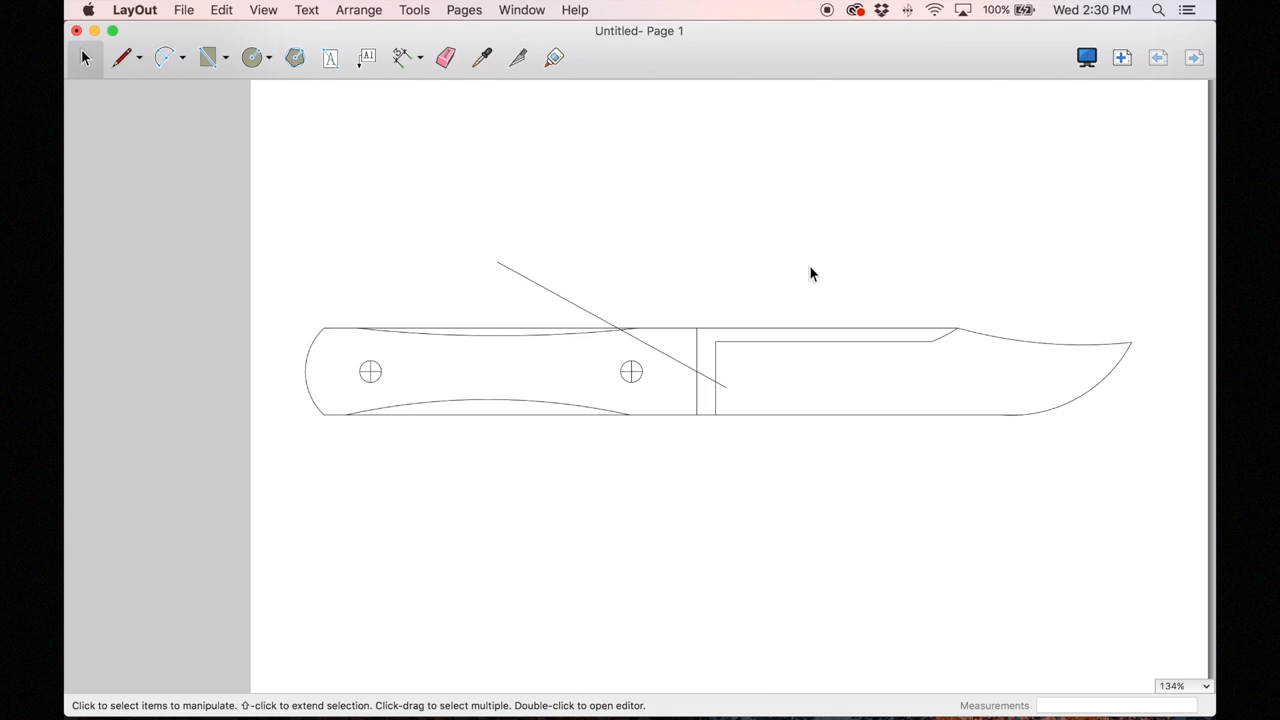 LayOut File Edit View Text Arrange Tools Pages Window Help 100% Wed 2:30 PM
Untitled- Page 1
A AI
134%
Click to select items to manipulate. ⇧-click to extend selection. Click-drag to select multiple. Double-click to open editor. Measurements